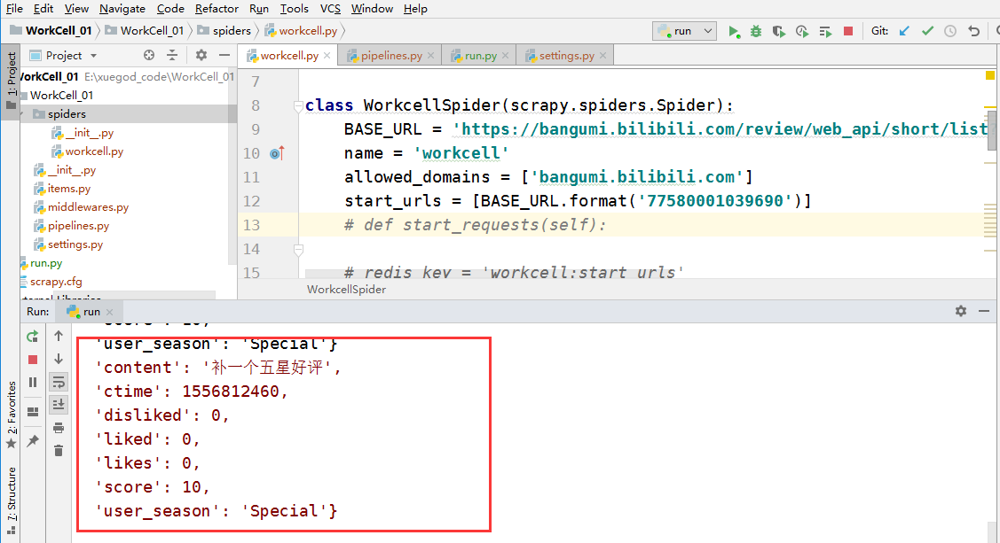 File Edit View Navigate Code Refactor Run Tools VCS Window Help
WorkCell_01 WorkCell_01 spiders workcell.py run Git:
1: Project
Project
workcell.py pipelines.py run.py settings.py
WorkCell_01 E:\xuegod_code\WorkCell_01
WorkCell_01
spiders
__init__.py
workcell.py
__init__.py
items.py
middlewares.py
pipelines.py
settings.py
run.py
scrapy.cfg
ternal Libraries
7
8 class WorkcellSpider(scrapy.spiders.Spider):
9 BASE_URL = 'https://bangumi.bilibili.com/review/web_api/short/list
10 name = 'workcell'
11 allowed_domains = ['bangumi.bilibili.com']
12 start_urls = [BASE_URL.format('77580001039690')]
13 # def start_requests(self):
14
15 # redis_key = 'workcell:start_urls'
WorkcellSpider
Run: run
'score': 10,
'user_season': 'Special'}
'content': '补一个五星好评',
'ctime': 1556812460,
'disliked': 0,
'liked': 0,
'likes': 0,
'score': 10,
'user_season': 'Special'}
2: Favorites
7: Structure